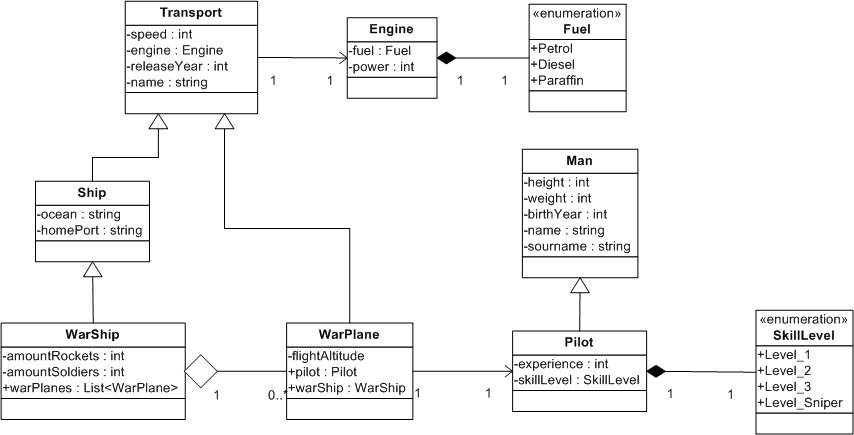 Transport
-speed : int
-engine : Engine
-releaseYear : int
-name : string
Engine
-fuel : Fuel
-power : int
«enumeration»
Fuel
+Petrol
+Diesel
+Paraffin
1
1
1
1
Ship
-ocean : string
-homePort : string
Man
-height : int
-weight : int
-birthYear : int
-name : string
-sourname : string
WarShip
-amountRockets : int
-amountSoldiers : int
+warPlanes : List<WarPlane>
1
0..*
WarPlane
-flightAltitude
+pilot : Pilot
+warShip : WarShip
1
1
Pilot
-experience : int
-skillLevel : SkillLevel
1
1
«enumeration»
SkillLevel
+Level_1
+Level_2
+Level_3
+Level_Sniper